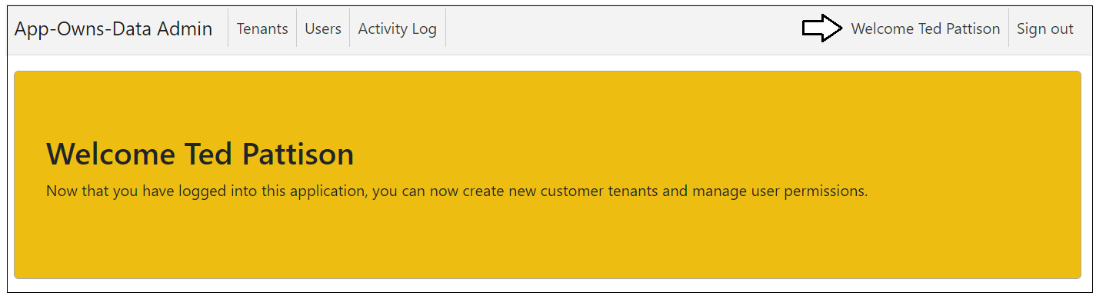 App-Owns-Data Admin Tenants Users Activity Log Welcome Ted Pattison Sign out
Welcome Ted Pattison
Now that you have logged into this application, you can now create new customer tenants and manage user permissions.